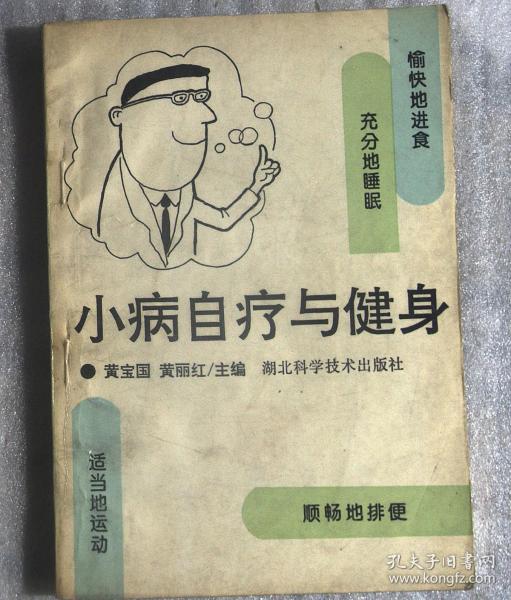 愉快地进食
充分地睡眠
小病自疗与健身
●黄宝国 黄丽红/主编 湖北科学技术出版社
适当地运动
顺畅地排便
孔夫子旧书网
www.kongfz.com